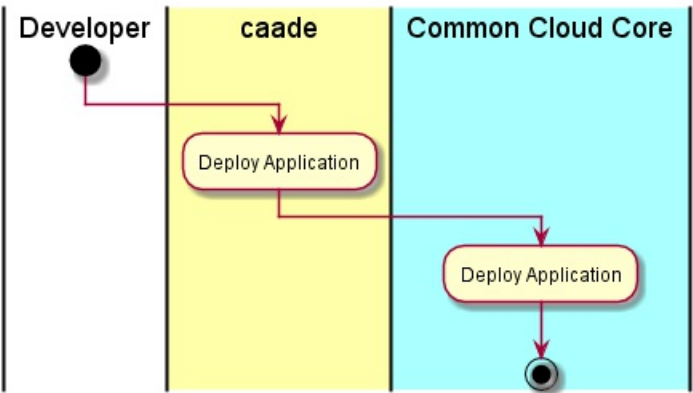 Developer
caade
Common Cloud Core
Deploy Application
Deploy Application